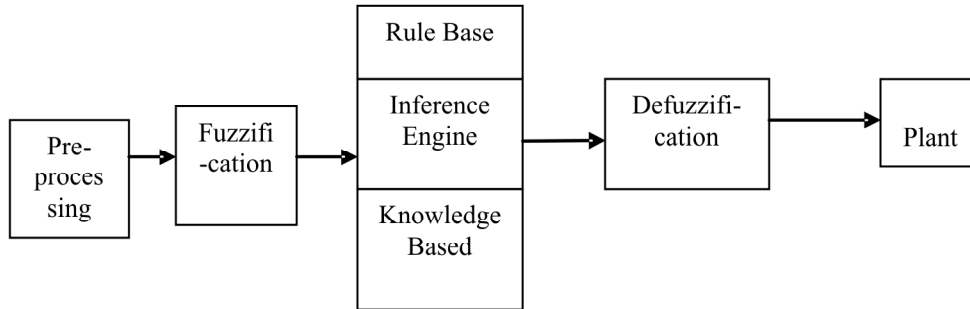 Pre-
proces
sing
Fuzzifi
-cation
Rule Base
Inference
Engine
Knowledge
Based
Defuzzifi-
cation
Plant